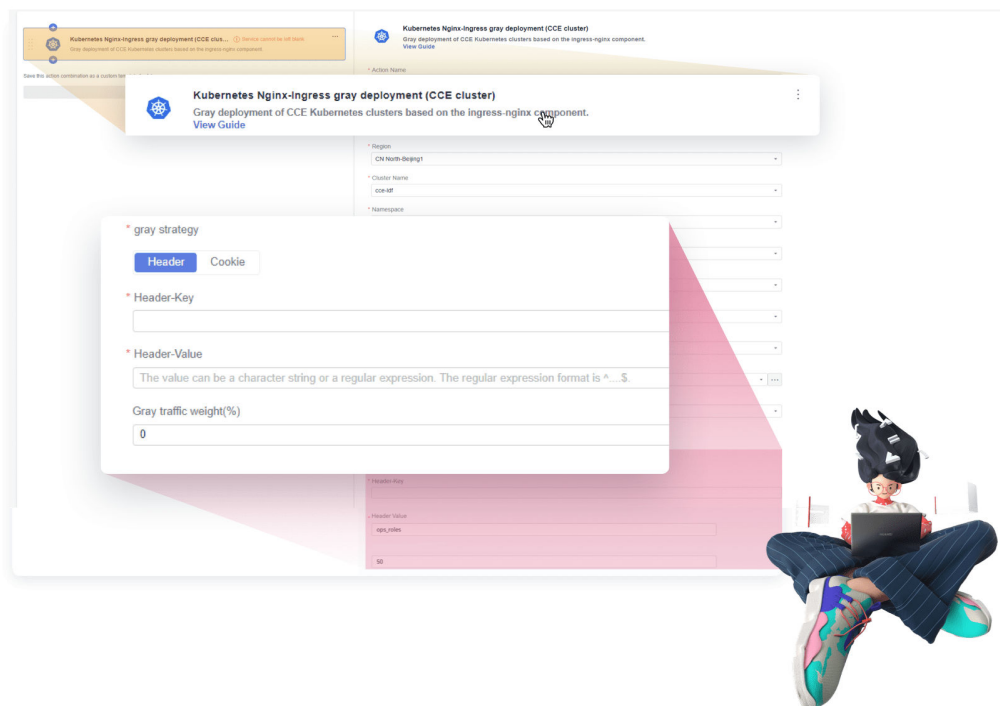 Kubernetes Nginx-Ingress gray deployment (CCE clus... Service cannot be left blank
Gray deployment of CCE Kubernetes clusters based on the ingress-nginx component.
Save this action combination as a custom
Kubernetes Nginx-Ingress gray deployment (CCE cluster)
Gray deployment of CCE Kubernetes clusters based on the ingress-nginx component.
View Guide
* Action Name
Kubernetes Nginx-Ingress gray deployment (CCE cluster)
Gray deployment of CCE Kubernetes clusters based on the ingress-nginx component.
View Guide
* Region
CN North-Beijing1
* Cluster Name
cce-idf
* Namespace
* gray strategy
Header Cookie
* Header-Key
* Header-Value
The value can be a character string or a regular expression. The regular expression format is ^....$.
Gray traffic weight(%)
0
* Header-Key
* Header Value
ops_roles
50